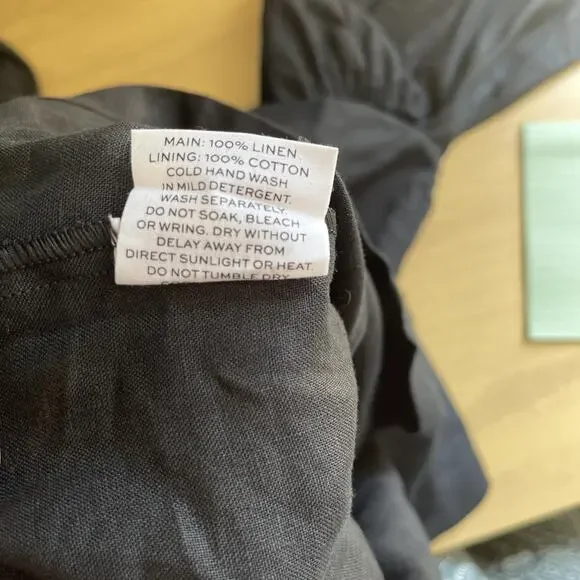 MAIN: 100% LINEN
LINING: 100% COTTON
COLD HAND WASH
IN MILD DETERGENT.
WASH SEPARATELY.
DO NOT SOAK, BLEACH
OR WRING. DRY WITHOUT
DELAY AWAY FROM
DIRECT SUNLIGHT OR HEAT.
DO NOT TUMBLE DRY